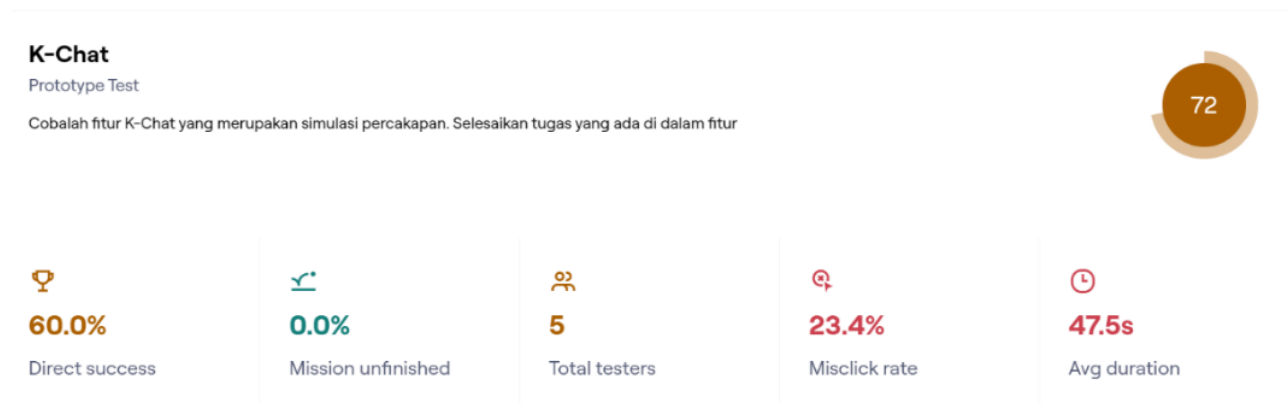 K-Chat
Prototype Test
Cobalah fitur K-Chat yang merupakan simulasi percakapan. Selesaikan tugas yang ada di dalam fitur
72
60.0%
Direct success
0.0%
Mission unfinished
5
Total testers
23.4%
Misclick rate
47.5s
Avg duration